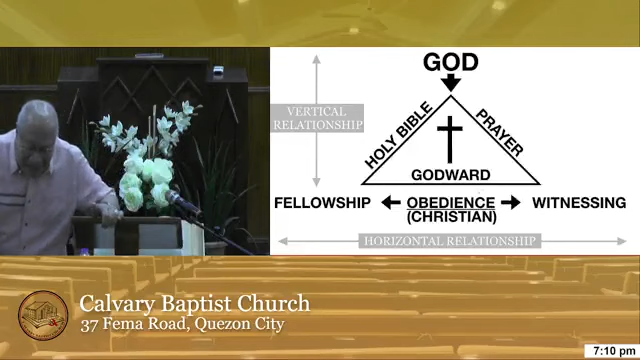 GOD
VERTICAL
RELATIONSHIP
HOLY BIBLE
PRAYER
GODWARD
FELLOWSHIP
OBEDIENCE
(CHRISTIAN)
WITNESSING
HORIZONTAL RELATIONSHIP
Calvary Baptist Church
37 Fema Road, Quezon City
7:10 pm